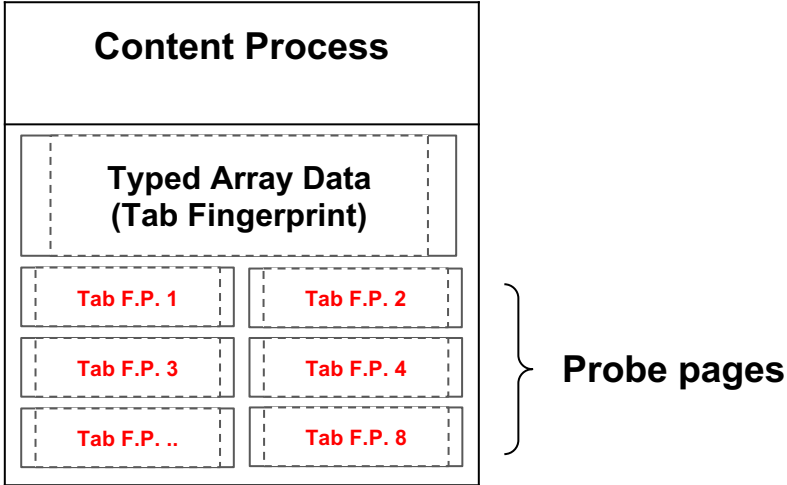 Content Process
Typed Array Data
(Tab Fingerprint)
Tab F.P. 1
Tab F.P. 2
Tab F.P. 3
Tab F.P. 4
Tab F.P. ..
Tab F.P. 8
Probe pages